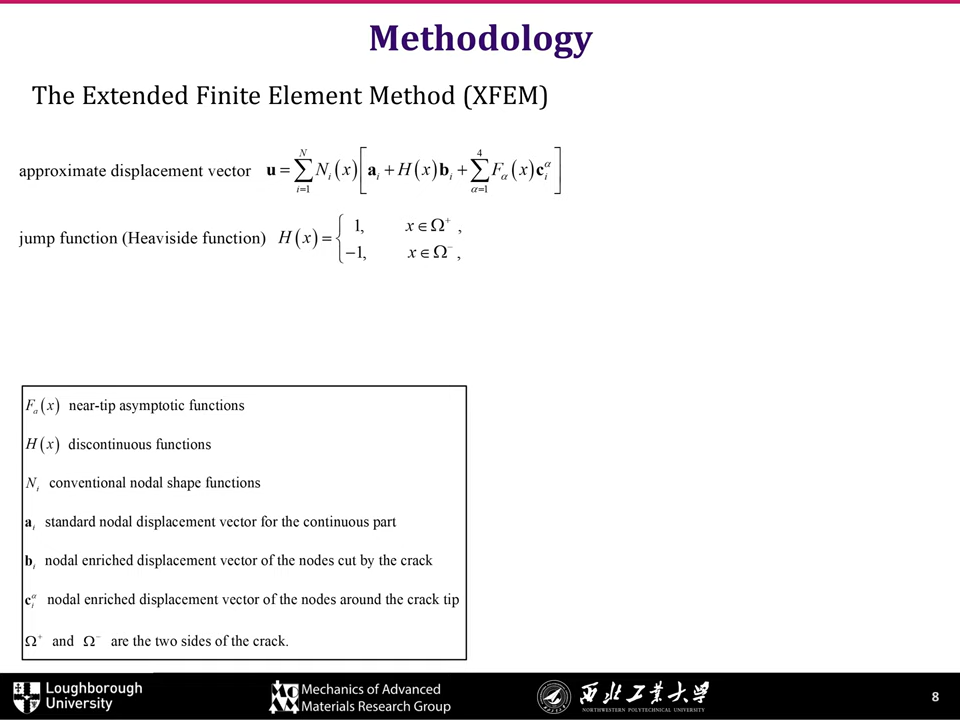 Methodology
The Extended Finite Element Method (XFEM)
approximate displacement vector u = ∑_{i=1}^{N} N_i (x) [ a_i + H (x) b_i + ∑_{α=1}^{4} F_α (x) c_i^α ]
jump function (Heaviside function) H (x) = { 1, x ∈ Ω⁺ ,
−1, x ∈ Ω⁻ ,
F_α (x) near-tip asymptotic functions
H (x) discontinuous functions
N_i conventional nodal shape functions
a_i standard nodal displacement vector for the continuous part
b_i nodal enriched displacement vector of the nodes cut by the crack
c_i^α nodal enriched displacement vector of the nodes around the crack tip
Ω⁺ and Ω⁻ are the two sides of the crack.
Loughborough
University
Mechanics of Advanced
Materials Research Group
西北工业大学
NORTHWESTERN POLYTECHNICAL UNIVERSITY
8